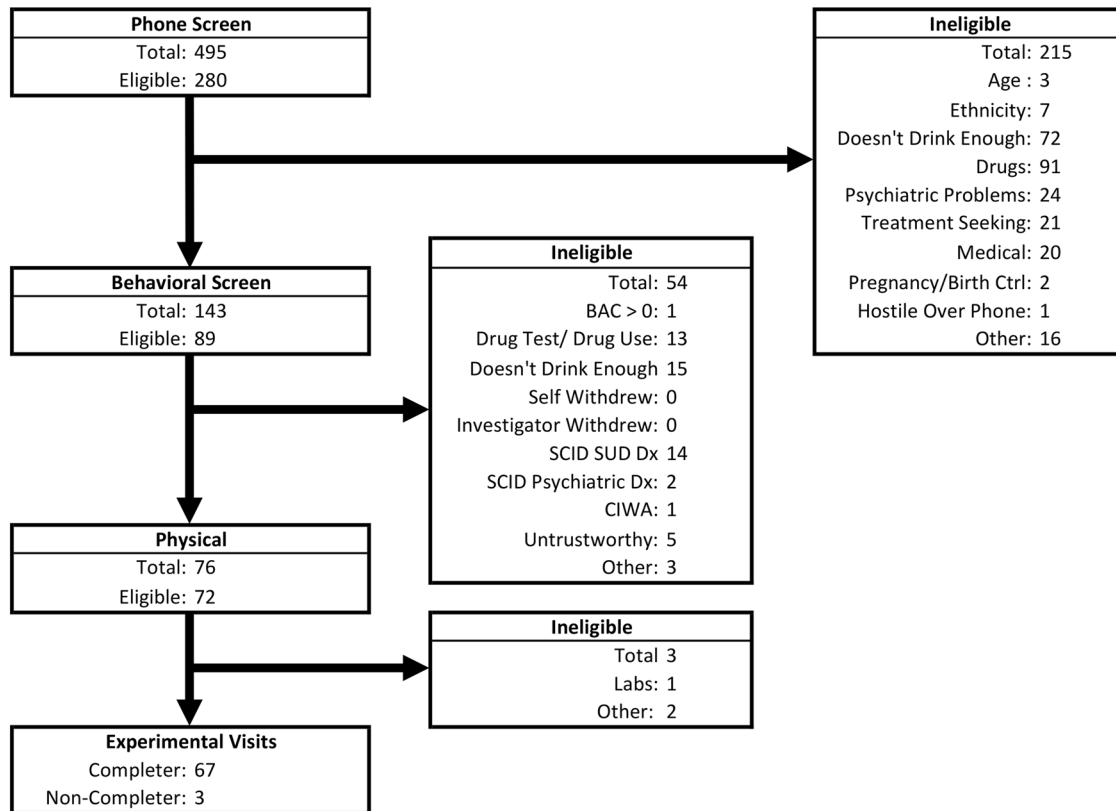 Phone Screen
Total: 495
Eligible: 280
Ineligible
Total: 215
Age : 3
Ethnicity: 7
Doesn't Drink Enough: 72
Drugs: 91
Psychiatric Problems: 24
Treatment Seeking: 21
Medical: 20
Pregnancy/Birth Ctrl: 2
Hostile Over Phone: 1
Other: 16
Behavioral Screen
Total: 143
Eligible: 89
Ineligible
Total: 54
BAC > 0: 1
Drug Test/ Drug Use: 13
Doesn't Drink Enough 15
Self Withdrew: 0
Investigator Withdrew: 0
SCID SUD Dx 14
SCID Psychiatric Dx: 2
CIWA: 1
Untrustworthy: 5
Other: 3
Physical
Total: 76
Eligible: 72
Ineligible
Total 3
Labs: 1
Other: 2
Experimental Visits
Completer: 67
Non-Completer: 3